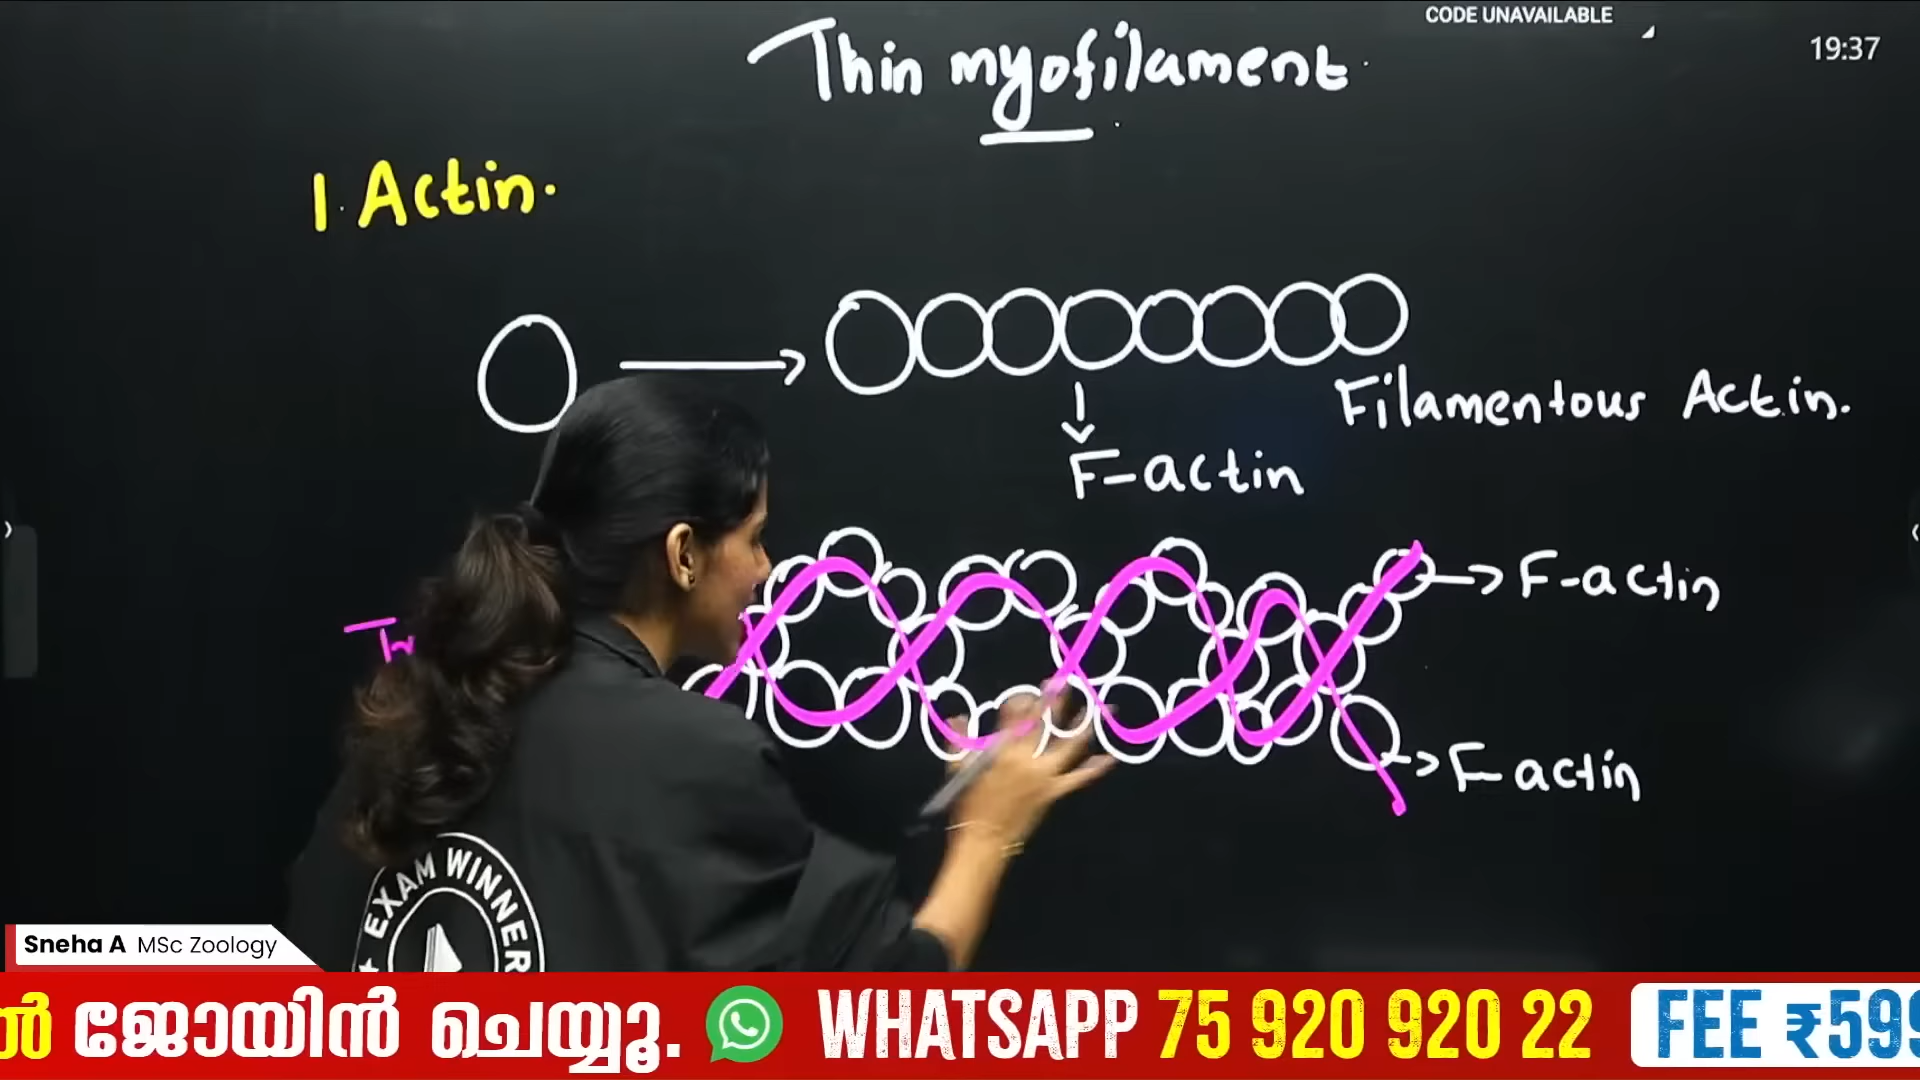 CODE UNAVAILABLE
19:37
Thin myofilament
1. Actin.
Filamentous Actin.
F-actin
F-actin
F-actin
EXAM WINNER
Sneha A MSc Zoology
ൽ ജോയിൻ ചെയ്യൂ. WHATSAPP 75 920 920 22 FEE ₹599